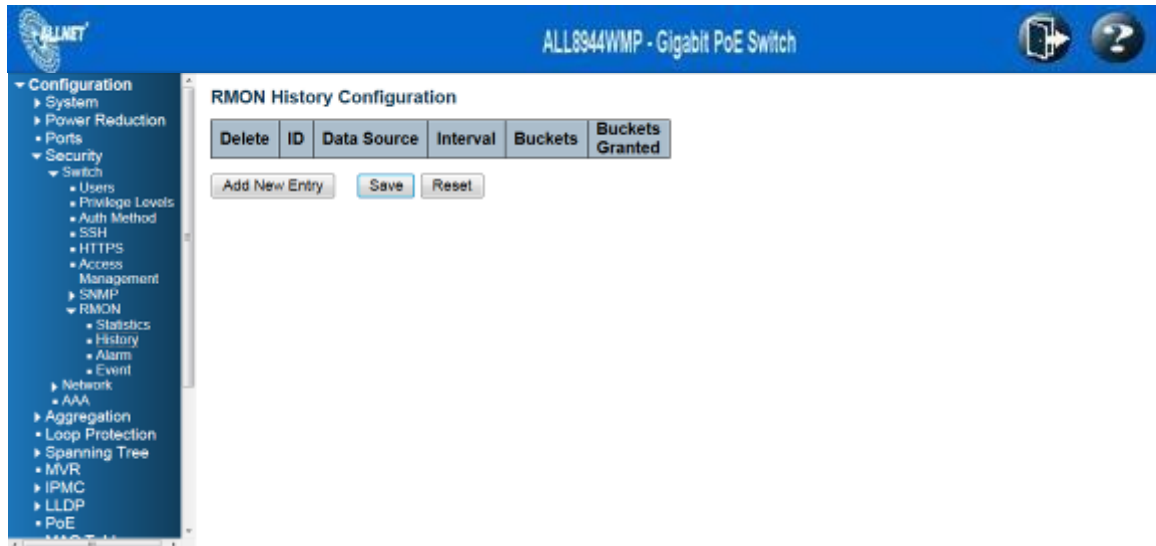 ALLNET
ALL8944WMP - Gigabit PoE Switch
Configuration
System
Power Reduction
Ports
Security
Switch
Users
Privilege Levels
Auth Method
SSH
HTTPS
Access
Management
SNMP
RMON
Statistics
History
Alarm
Event
Network
AAA
Aggregation
Loop Protection
Spanning Tree
MVR
IPMC
LLDP
PoE
RMON History Configuration
Delete ID Data Source Interval Buckets Buckets Granted
Add New Entry Save Reset